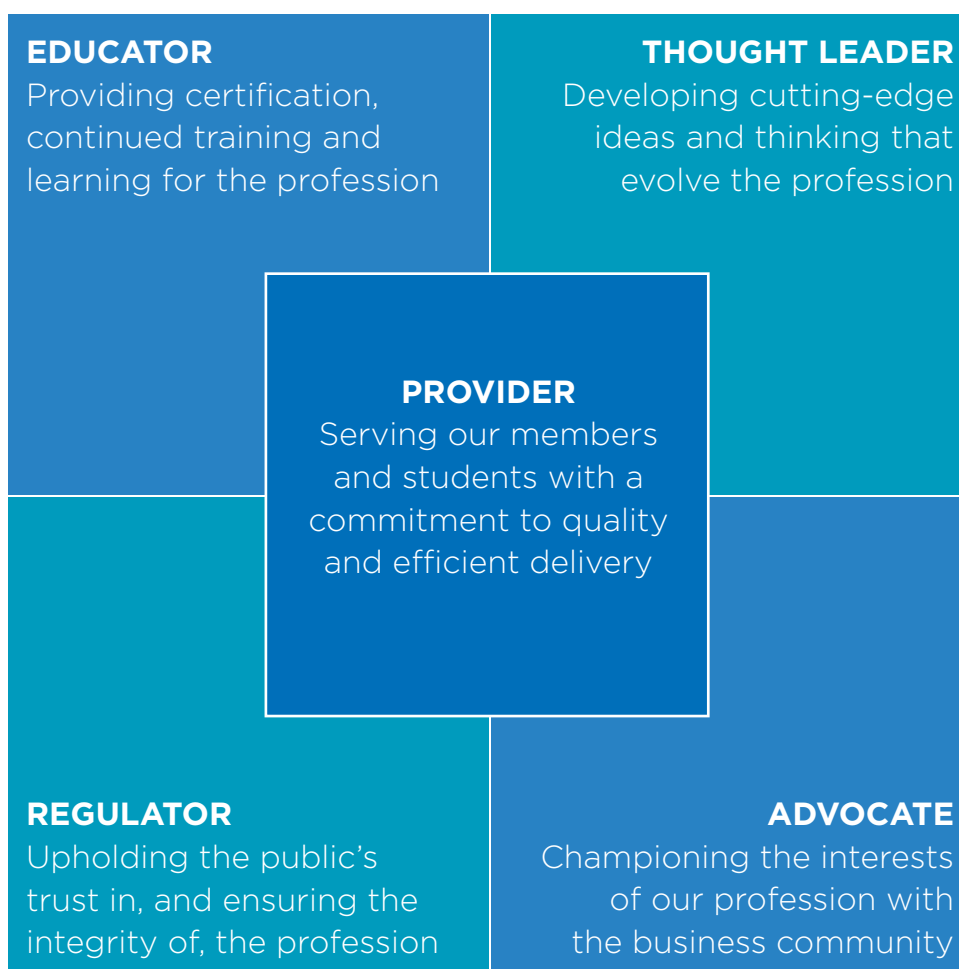 EDUCATOR
Providing certification,
continued training and
learning for the profession
THOUGHT LEADER
Developing cutting-edge
ideas and thinking that
evolve the profession
PROVIDER
Serving our members
and students with a
commitment to quality
and efficient delivery
REGULATOR
Upholding the public’s
trust in, and ensuring the
integrity of, the profession
ADVOCATE
Championing the interests
of our profession with
the business community